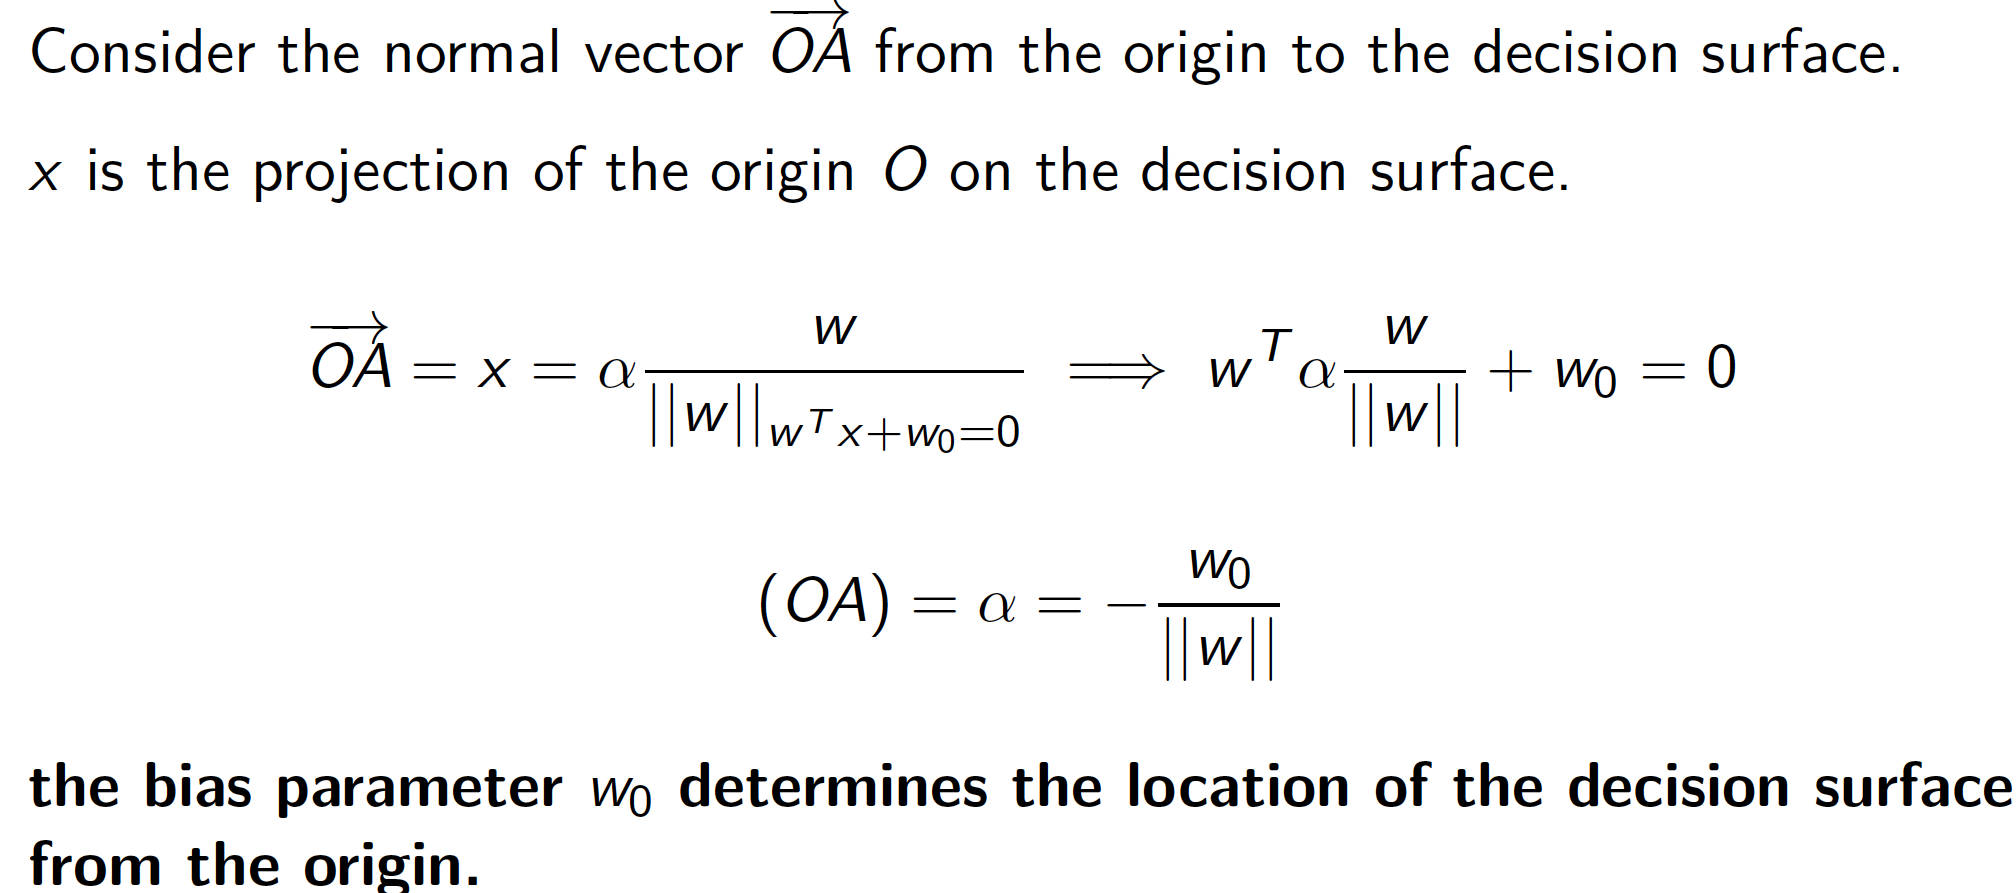 Consider the normal vector $\overrightarrow{OA}$ from the origin to the decision surface.
x is the projection of the origin O on the decision surface.
$\overrightarrow{OA} = x = \alpha \frac{w}{||w||_{w^T x + w_0 = 0}} \implies w^T \alpha \frac{w}{||w||} + w_0 = 0$
$(OA) = \alpha = -\frac{w_0}{||w||}$
the bias parameter $w_0$ determines the location of the decision surface
from the origin.